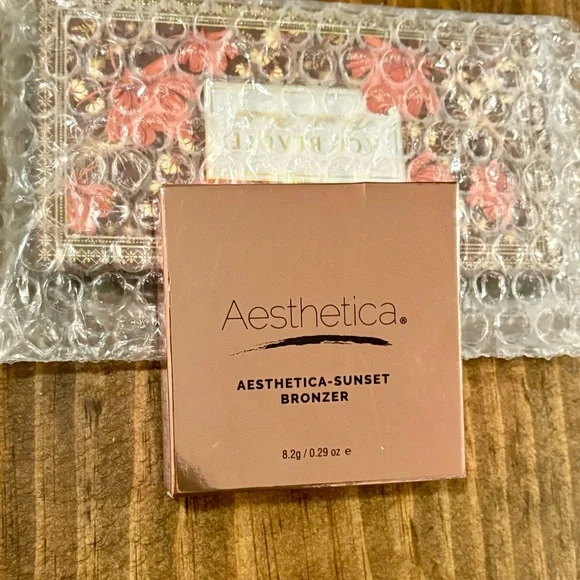 Aesthetica®
AESTHETICA-SUNSET
BRONZER
8.2g / 0.29 oz ℮